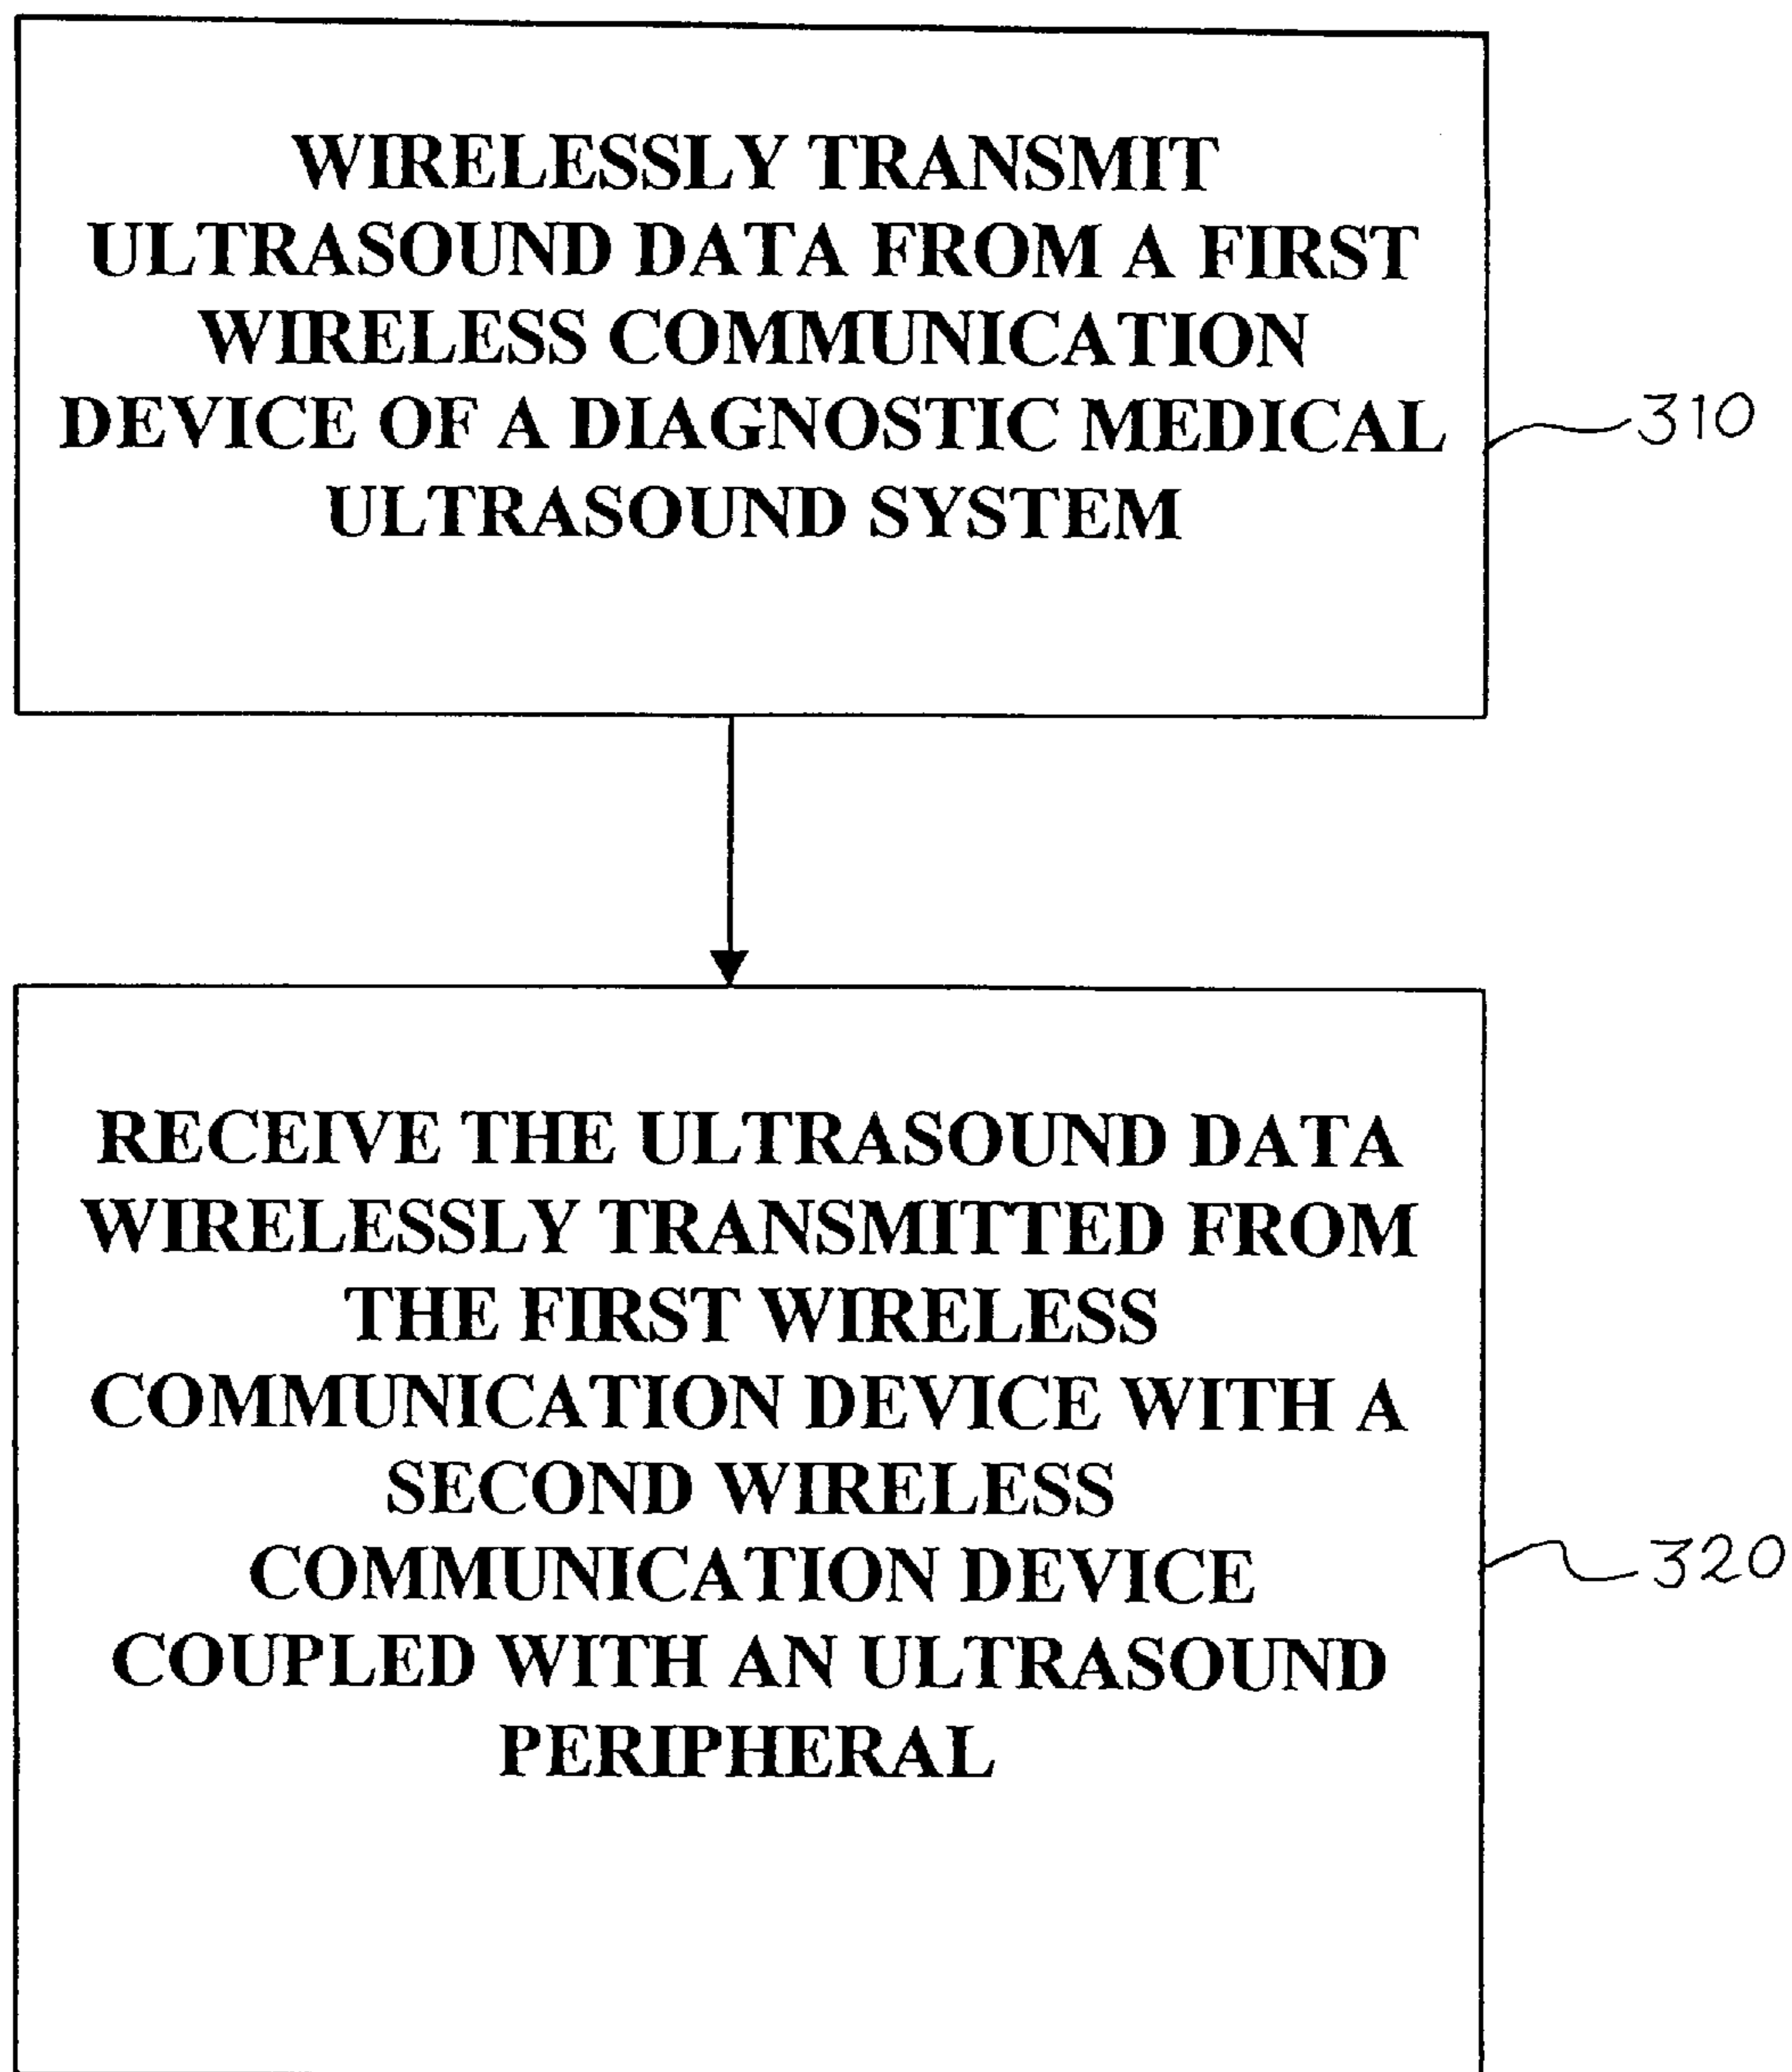 WIRELESSLY TRANSMIT
ULTRASOUND DATA FROM A FIRST
WIRELESS COMMUNICATION
DEVICE OF A DIAGNOSTIC MEDICAL
ULTRASOUND SYSTEM
310
RECEIVE THE ULTRASOUND DATA
WIRELESSLY TRANSMITTED FROM
THE FIRST WIRELESS
COMMUNICATION DEVICE WITH A
SECOND WIRELESS
COMMUNICATION DEVICE
COUPLED WITH AN ULTRASOUND
PERIPHERAL
320